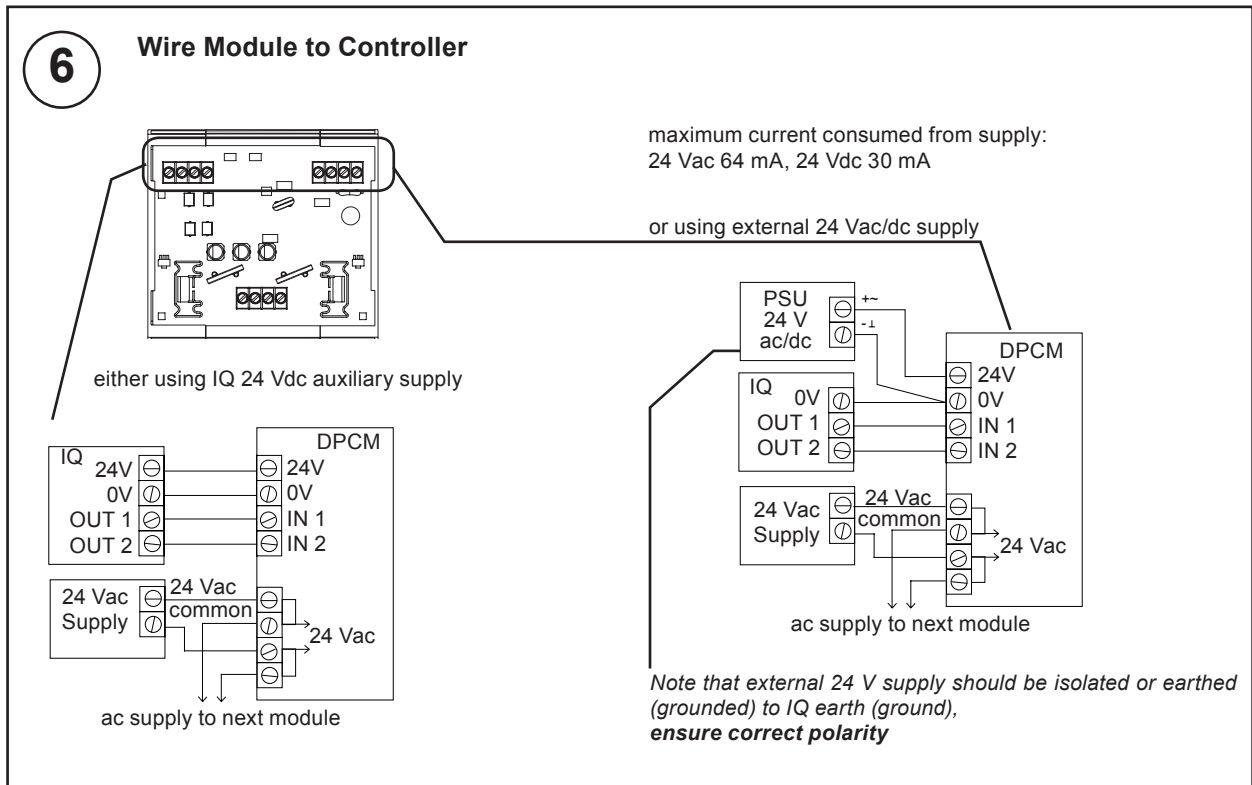 6
Wire Module to Controller
maximum current consumed from supply:
24 Vac 64 mA, 24 Vdc 30 mA
or using external 24 Vac/dc supply
either using IQ 24 Vdc auxiliary supply
IQ
24V
0V
OUT 1
OUT 2
DPCM
24V
0V
IN 1
IN 2
24 Vac
Supply
24 Vac
common
24 Vac
ac supply to next module
PSU
24 V
ac/dc
+~
-⊥
IQ
0V
OUT 1
OUT 2
DPCM
24V
0V
IN 1
IN 2
24 Vac
Supply
24 Vac
common
24 Vac
ac supply to next module
Note that external 24 V supply should be isolated or earthed
(grounded) to IQ earth (ground),
ensure correct polarity